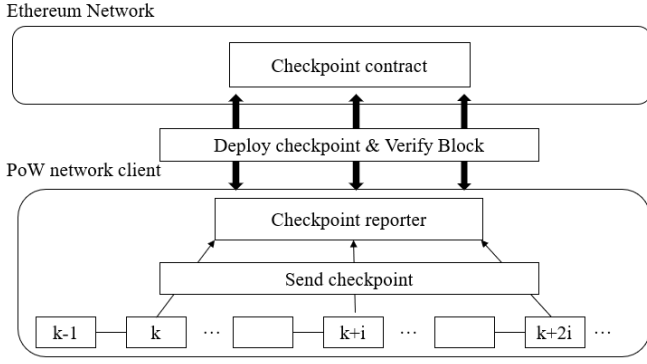 Ethereum Network
Checkpoint contract
Deploy checkpoint & Verify Block
PoW network client
Checkpoint reporter
Send checkpoint
k-1 k ... k+i ... k+2i ...